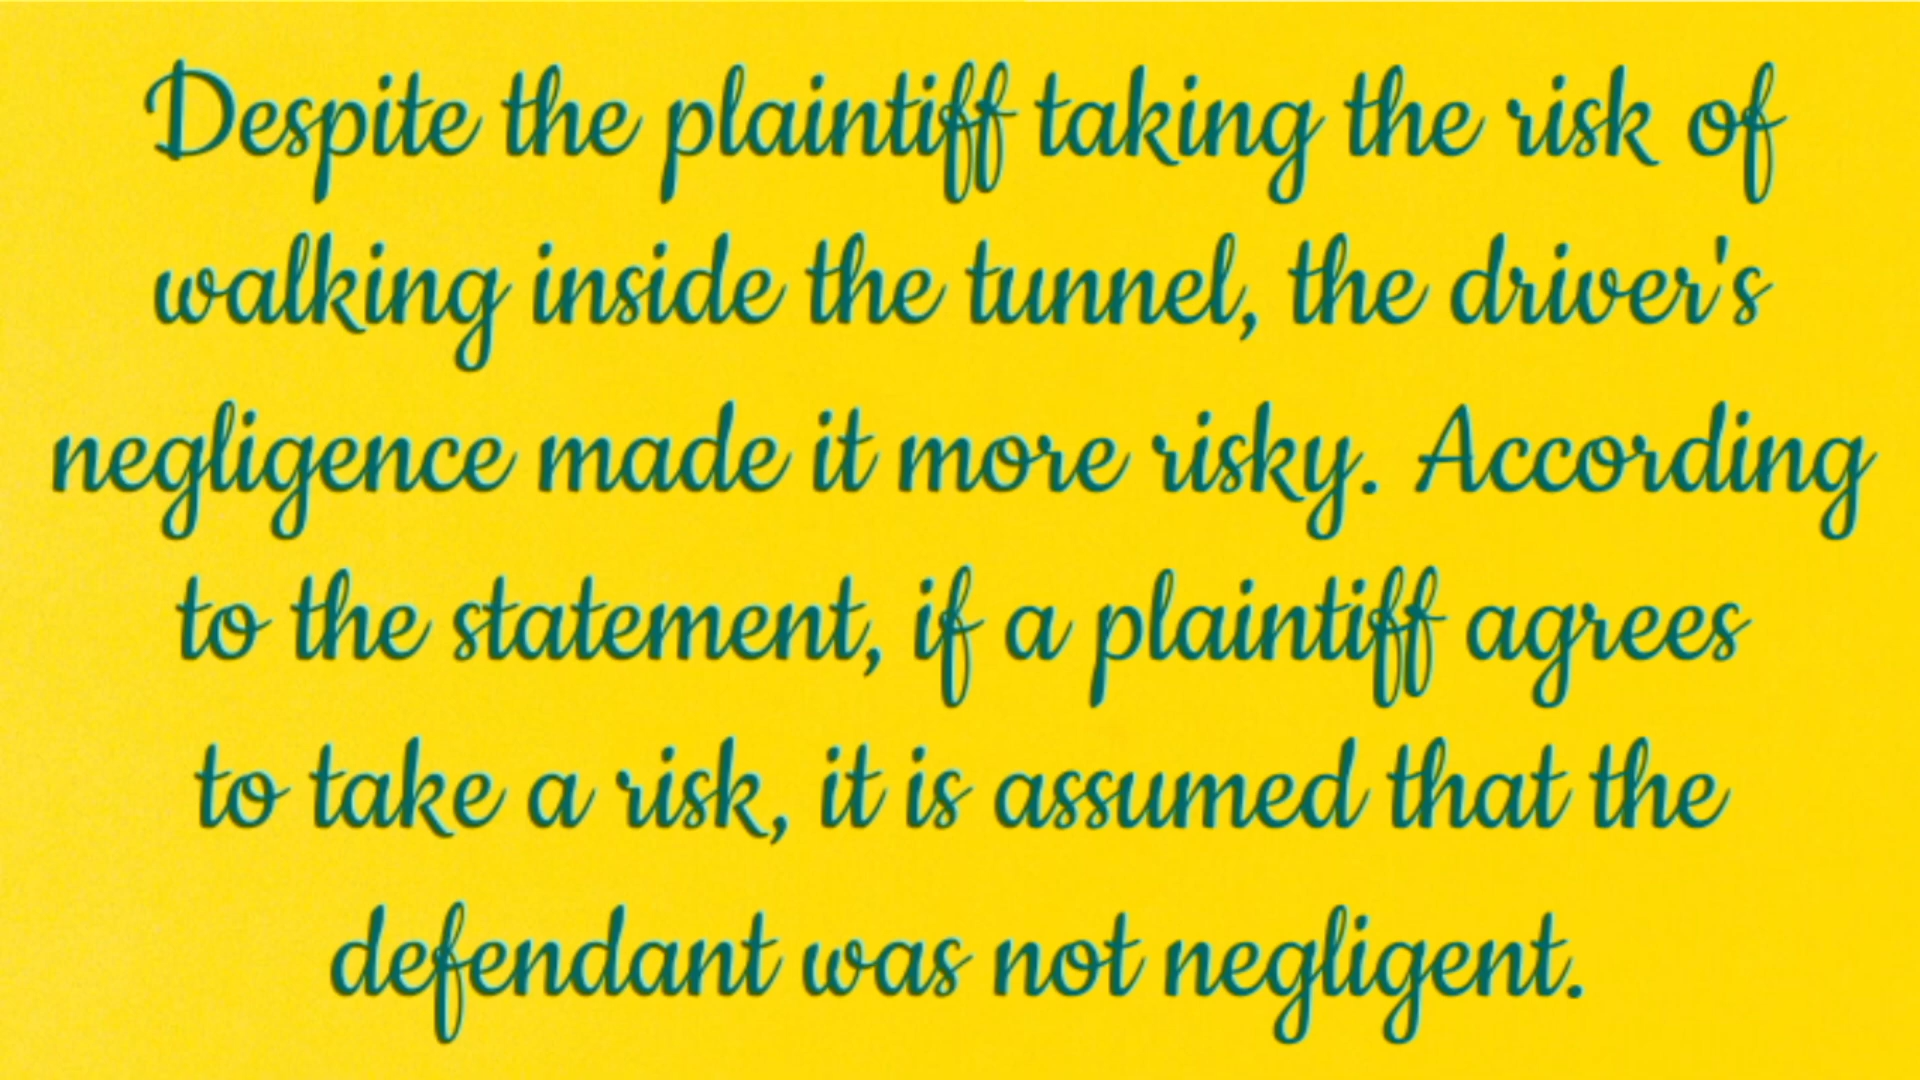 Despite the plaintiff taking the risk of
walking inside the tunnel, the driver's
negligence made it more risky. According
to the statement, if a plaintiff agrees
to take a risk, it is assumed that the
defendant was not negligent.